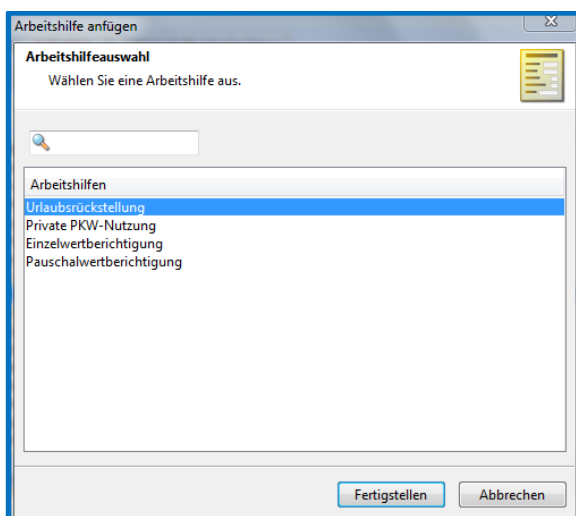 Arbeitshilfe anfügen
Arbeitshilfeauswahl
Wählen Sie eine Arbeitshilfe aus.
Arbeitshilfen
Urlaubsrückstellung
Private PKW-Nutzung
Einzelwertberichtigung
Pauschalwertberichtigung
Fertigstellen Abbrechen